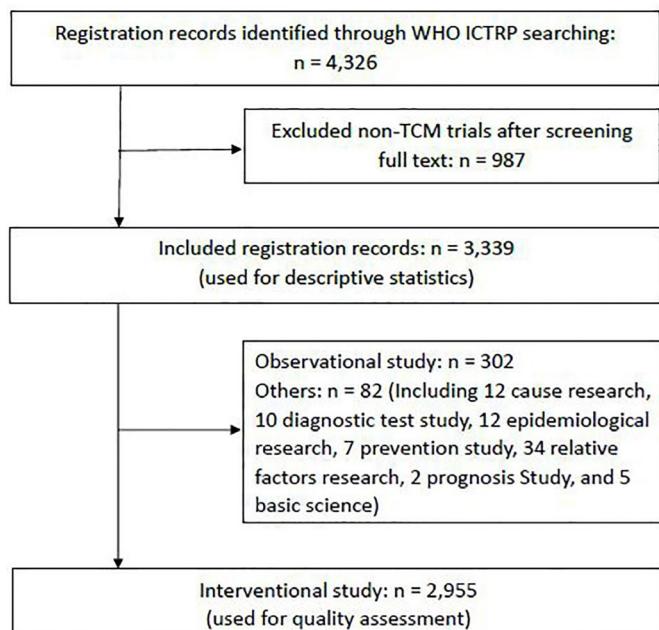 Registration records identified through WHO ICTRP searching:
n = 4,326
Excluded non-TCM trials after screening
full text: n = 987
Included registration records: n = 3,339
(used for descriptive statistics)
Observational study: n = 302
Others: n = 82 (Including 12 cause research,
10 diagnostic test study, 12 epidemiological
research, 7 prevention study, 34 relative
factors research, 2 prognosis Study, and 5
basic science)
Interventional study: n = 2,955
(used for quality assessment)